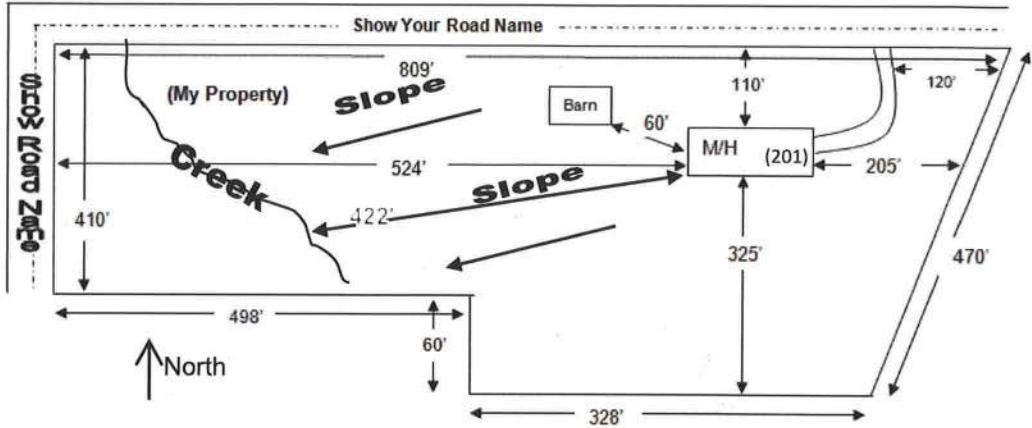 Show Your Road Name
Show Road Name
809'
(My Property)
Slope
110'
120'
Barn
60'
M/H
(201)
205'
524'
Creek
Slope
422'
410'
325'
470'
498'
60'
North
328'